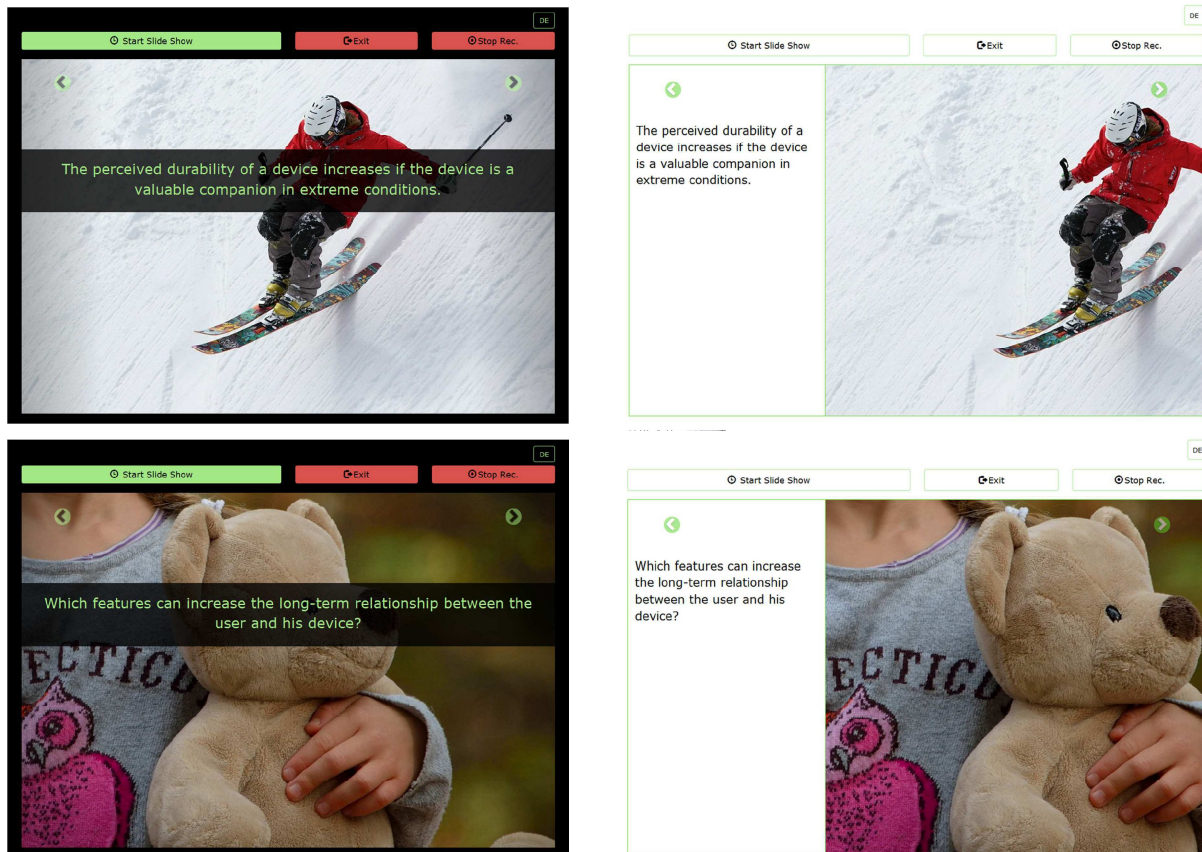 DE
Start Slide Show
Exit
Stop Rec.
The perceived durability of a device increases if the device is a
valuable companion in extreme conditions.
DE
Start Slide Show
Exit
Stop Rec.
The perceived durability of a
device increases if the device
is a valuable companion in
extreme conditions.
DE
Start Slide Show
Exit
Stop Rec.
Which features can increase the long-term relationship between the
user and his device?
ECTICU
DE
Start Slide Show
Exit
Stop Rec.
Which features can increase
the long-term relationship
between the user and his
device?
ECTICU